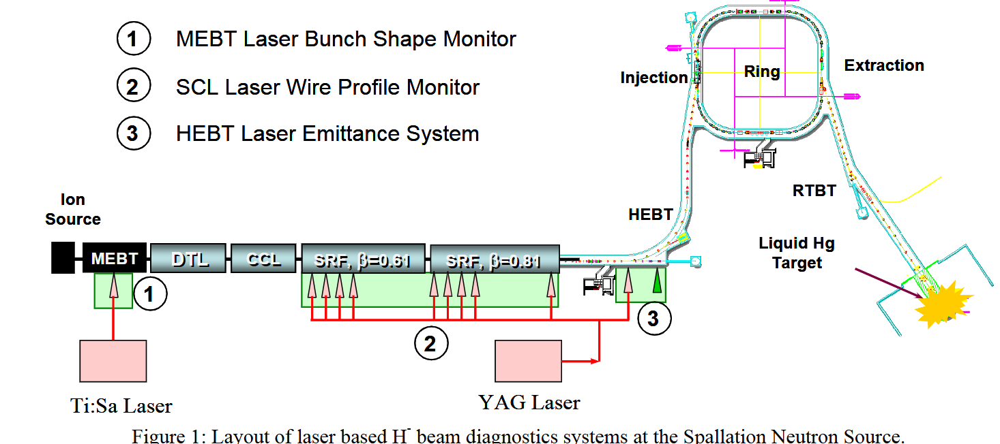 1 MEBT Laser Bunch Shape Monitor
2 SCL Laser Wire Profile Monitor
3 HEBT Laser Emittance System
Injection
Ring
Extraction
RTBT
HEBT
Liquid Hg
Target
Ion
Source
MEBT
DTL
CCL
SRF, β=0.61
SRF, β=0.81
1
2
3
Ti:Sa Laser
YAG Laser
Figure 1: Layout of laser based H- beam diagnostics systems at the Spallation Neutron Source.